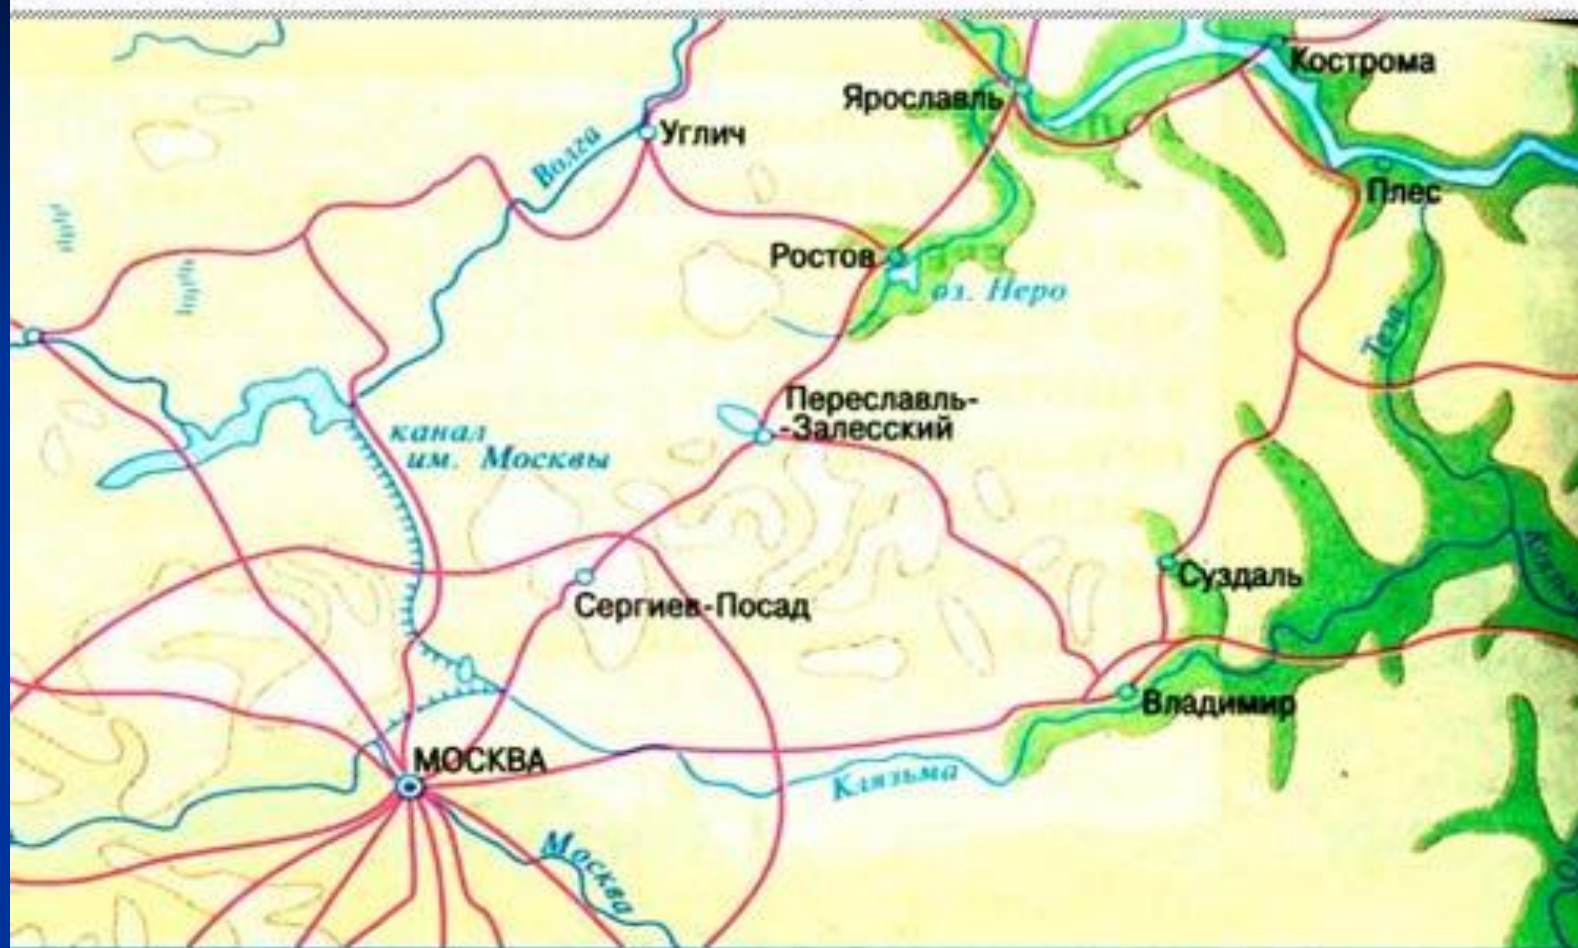 Кострома
Ярославль
Углич
Волга
Плес
Ростов
оз. Неро
Теза
Переславль-
-Залесский
канал
им. Москвы
Суздаль
Сергиев-Посад
Владимир
МОСКВА
Клязьма
Москва